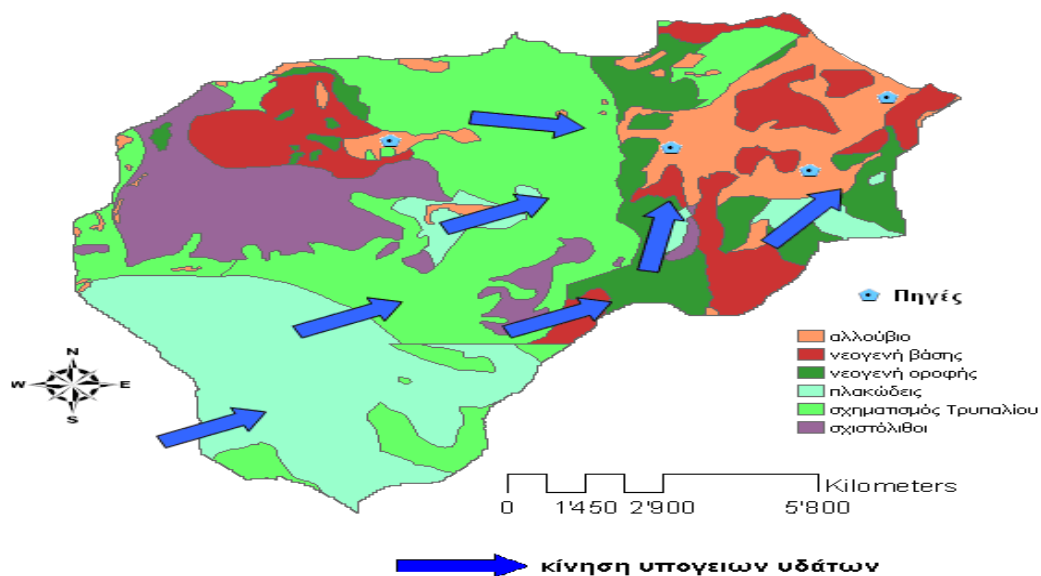 Πηγές
αλλούβιο
νεογενή βάσης
νεογενή οροφής
πλακώδεις
σχηματισμός Τρυπαλίου
σχιστόλιθοι
N
W E
S
Kilometers
0 1'450 2'900 5'800
κίνηση υπογειων υδάτων